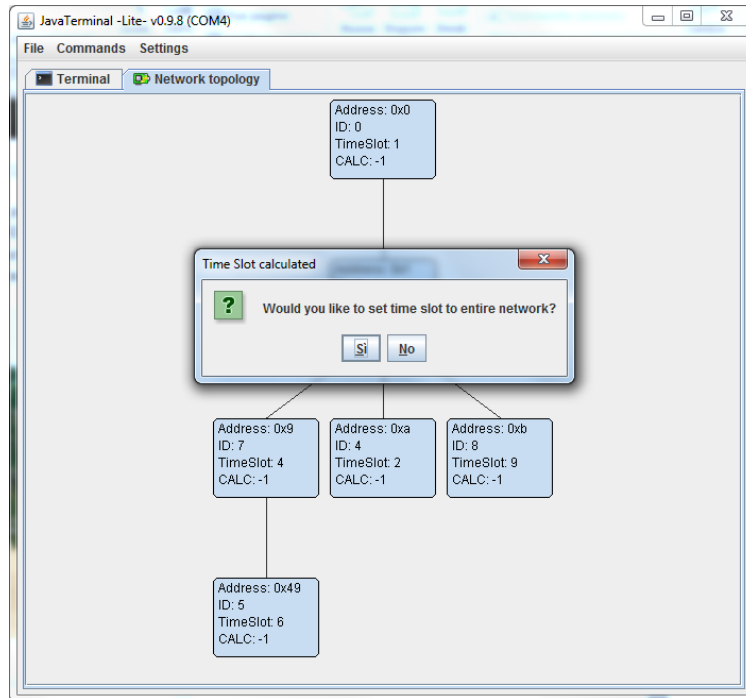 JavaTerminal -Lite- v0.9.8 (COM4)
File Commands Settings
Terminal Network topology
Address: 0x0
ID: 0
TimeSlot: 1
CALC: -1
Time Slot calculated
?
Would you like to set time slot to entire network?
Sì No
Address: 0x9
ID: 7
TimeSlot: 4
CALC: -1
Address: 0xa
ID: 4
TimeSlot: 2
CALC: -1
Address: 0xb
ID: 8
TimeSlot: 9
CALC: -1
Address: 0x49
ID: 5
TimeSlot: 6
CALC: -1